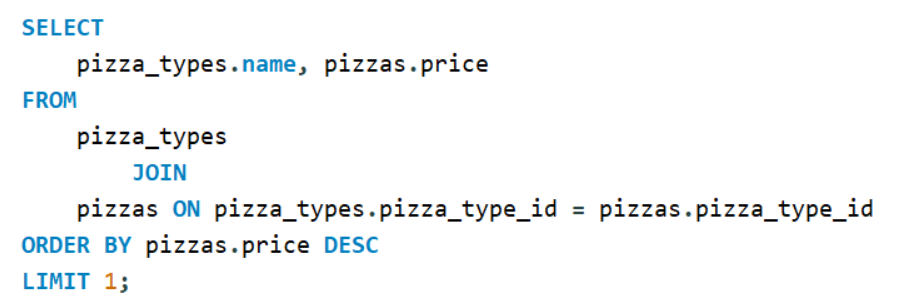 SELECT
    pizza_types.name, pizzas.price
FROM
    pizza_types
        JOIN
    pizzas ON pizza_types.pizza_type_id = pizzas.pizza_type_id
ORDER BY pizzas.price DESC
LIMIT 1;